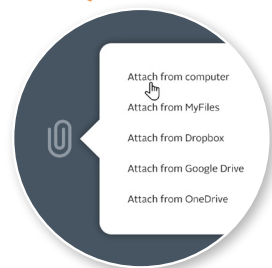 Attach from computer
Attach from MyFiles
Attach from Dropbox
Attach from Google Drive
Attach from OneDrive